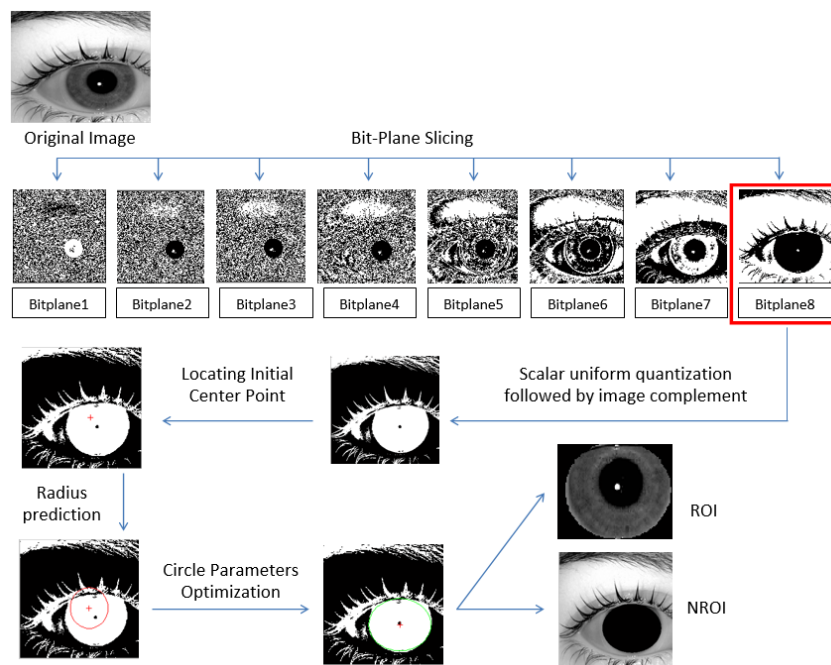 Original Image
Bit-Plane Slicing
Bitplane1
Bitplane2
Bitplane3
Bitplane4
Bitplane5
Bitplane6
Bitplane7
Bitplane8
Locating Initial
Center Point
Scalar uniform quantization
followed by image complement
Radius
prediction
Circle Parameters
Optimization
ROI
NROI